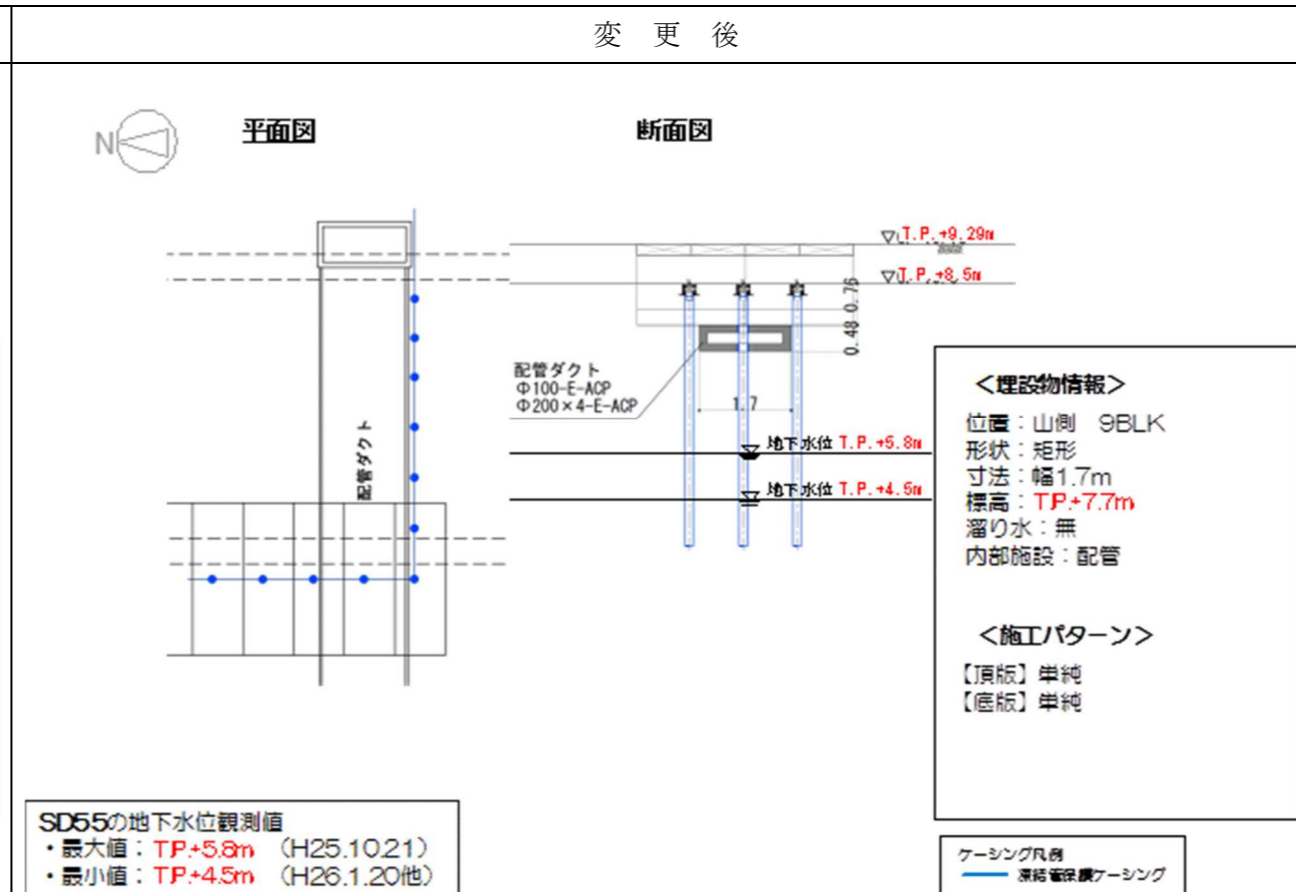 変 更 後
N
平面図
断面図
T.P.+9.29m
T.P.+8.5m
0.48 0.76
配管ダクト
Φ100-E-ACP
Φ200×4-E-ACP
1.7
地下水位 T.P.+5.8m
地下水位 T.P.+4.5m
配管ダクト
＜埋設物情報＞
位置：山側 9BLK
形状：矩形
寸法：幅1.7m
標高：T.P.+7.7m
溜り水：無
内部施設：配管
＜施工パターン＞
【頂版】単純
【底版】単純
SD55の地下水位観測値
・最大値：T.P.+5.8m （H25.10.21）
・最小値：T.P.+4.5m （H26.1.20他）
ケーシング凡例
凍結管保護ケーシング